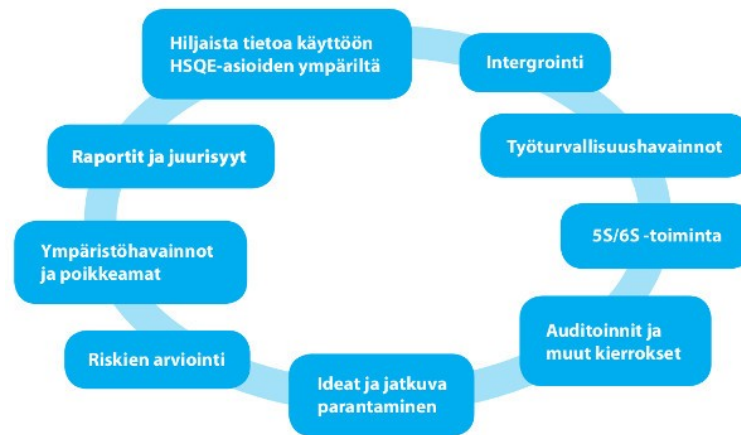 Hiljaista tietoa käyttöön
HSQE-asioiden ympäriltä
Intergrointi
Työturvallisuushavainnot
5S/6S -toiminta
Auditoinnit ja
muut kierrokset
Ideat ja jatkuva
parantaminen
Riskien arviointi
Ympäristöhavainnot
ja poikkeamat
Raportit ja juurisyyt